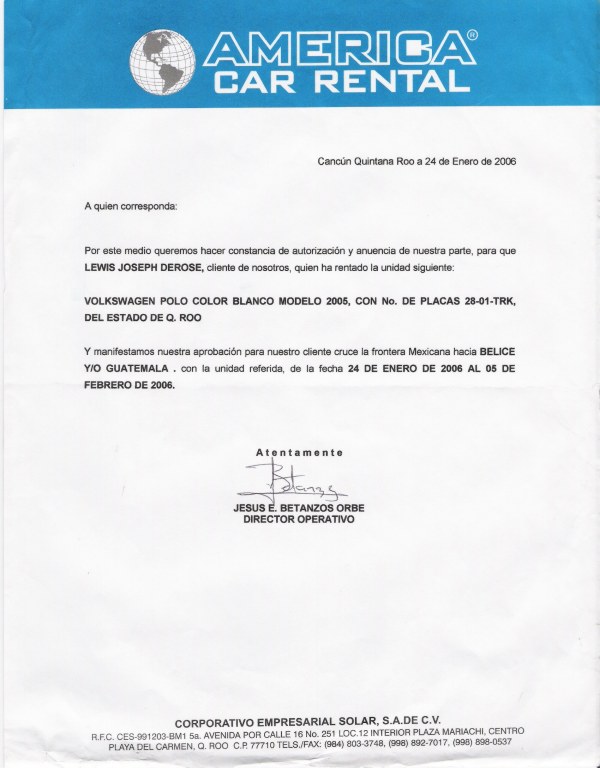 AMERICA®
CAR RENTAL
Cancún Quintana Roo a 24 de Enero de 2006
A quien corresponda:
Por este medio queremos hacer constancia de autorización y anuencia de nuestra parte, para que
LEWIS JOSEPH DEROSE, cliente de nosotros, quien ha rentado la unidad siguiente:
VOLKSWAGEN POLO COLOR BLANCO MODELO 2005, CON No. DE PLACAS 28-01-TRK,
DEL ESTADO DE Q. ROO
Y manifestamos nuestra aprobación para nuestro cliente cruce la frontera Mexicana hacia BELICE
Y/O GUATEMALA . con la unidad referida, de la fecha 24 DE ENERO DE 2006 AL 05 DE
FEBRERO DE 2006.
Atentamente
Betanzos
JESUS E. BETANZOS ORBE
DIRECTOR OPERATIVO
CORPORATIVO EMPRESARIAL SOLAR, S.A.DE C.V.
R.F.C. CES-991203-BM1 5a. AVENIDA POR CALLE 16 No. 251 LOC.12 INTERIOR PLAZA MARIACHI, CENTRO
PLAYA DEL CARMEN, Q. ROO C.P. 77710 TELS./FAX: (984) 803-3748, (998) 892-7017, (998) 898-0537